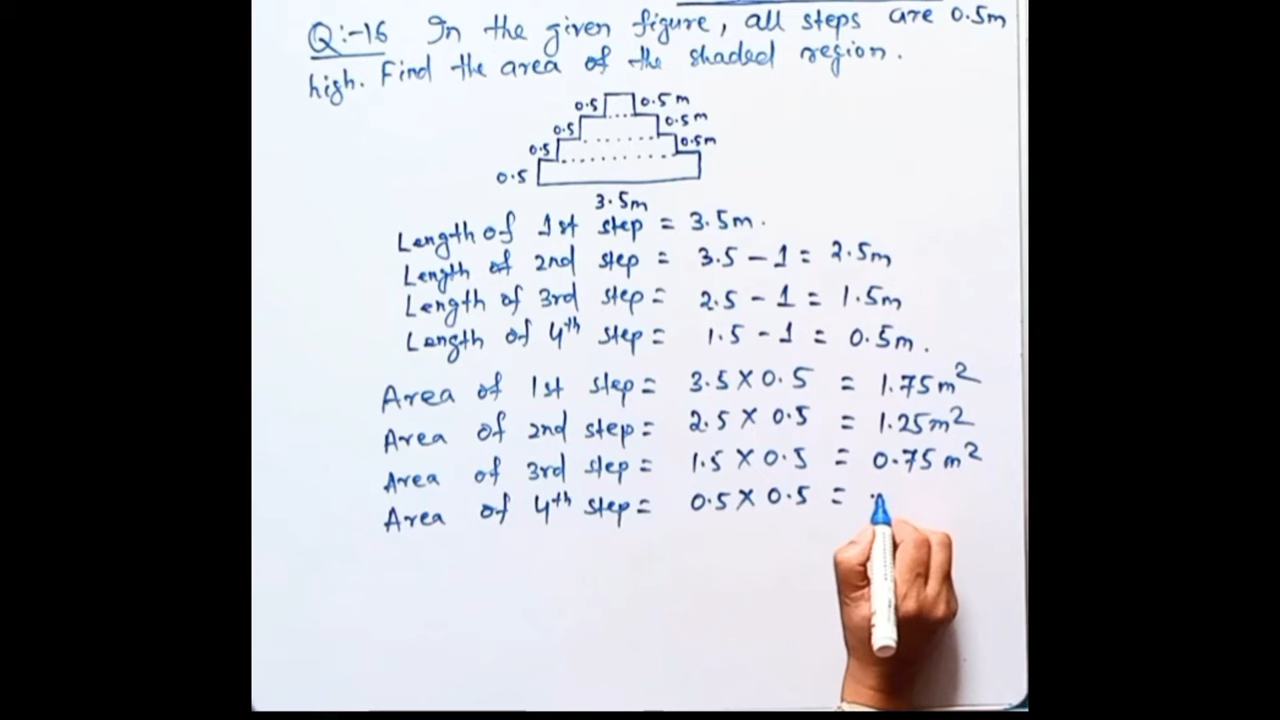 Q:-16 In the given figure, all steps are 0.5m
high. Find the area of the shaded region.
0.5 0.5 m
0.5 0.5m
0.5 0.5m
0.5
3.5m
Length of 1st step = 3.5m.
Length of 2nd step = 3.5 - 1 = 2.5m
Length of 3rd step = 2.5 - 1 = 1.5m
Length of 4th step = 1.5 - 1 = 0.5m.
Area of 1st step = 3.5 × 0.5 = 1.75m²
Area of 2nd step = 2.5 × 0.5 = 1.25m²
Area of 3rd step = 1.5 × 0.5 = 0.75m²
Area of 4th step = 0.5 × 0.5 =